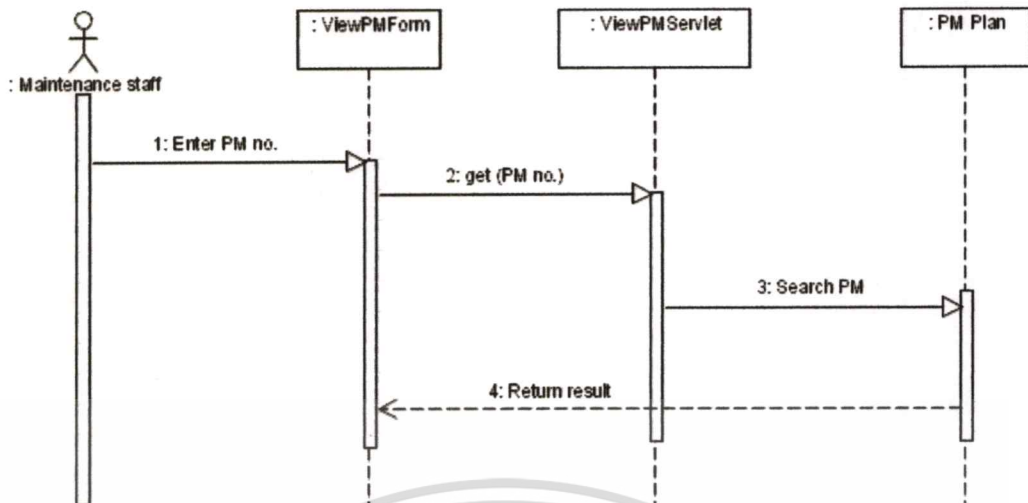 : ViewPMForm
: ViewPMServlet
: PM Plan
: Maintenance staff
1: Enter PM no.
2: get (PM no.)
3: Search PM
4: Return result